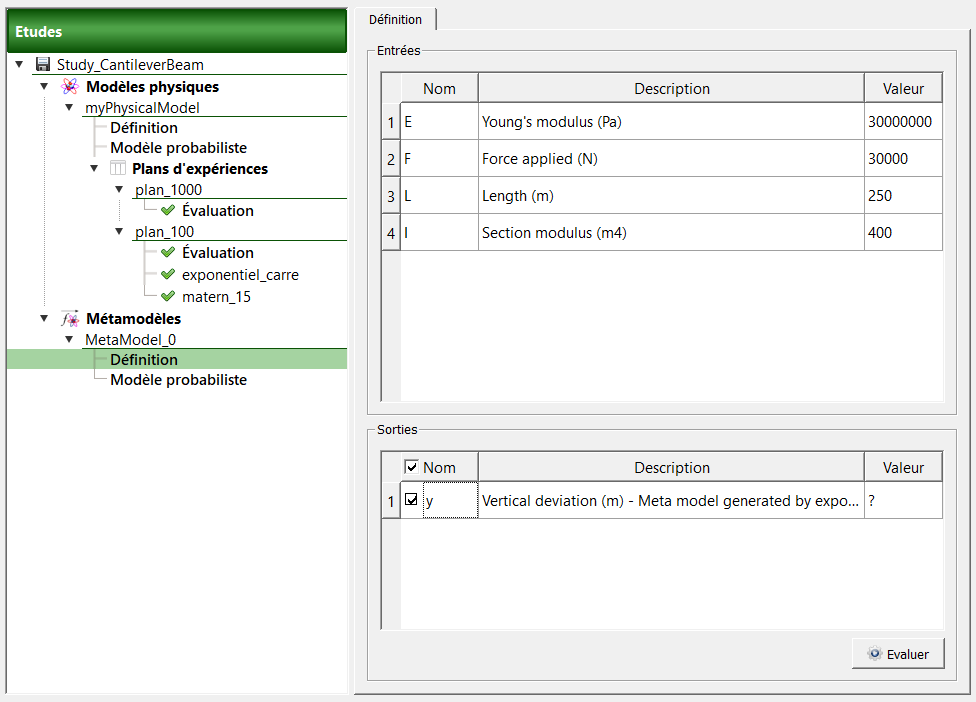 Etudes
Study_CantileverBeam
Modèles physiques
myPhysicalModel
Définition
Modèle probabiliste
Plans d'expériences
plan_1000
Évaluation
plan_100
Évaluation
exponentiel_carre
matern_15
Métamodèles
MetaModel_0
Définition
Modèle probabiliste
Définition
Entrées
Nom Description Valeur
1 E Young's modulus (Pa) 30000000
2 F Force applied (N) 30000
3 L Length (m) 250
4 I Section modulus (m4) 400
Sorties
Nom Description Valeur
1 y Vertical deviation (m) - Meta model generated by expo... ?
Evaluer